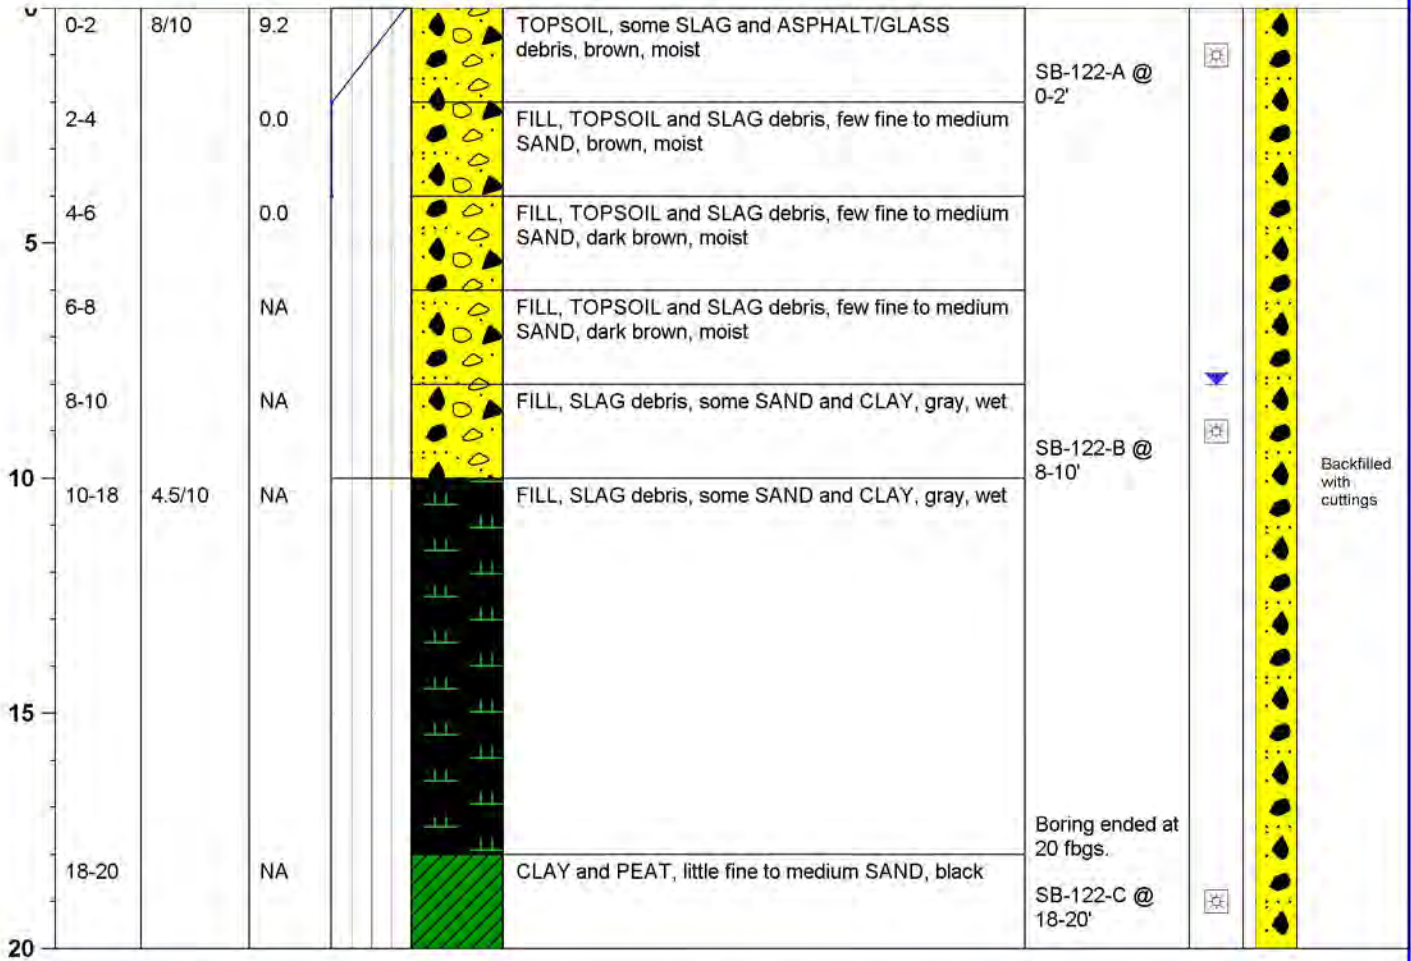 0
0-2 8/10 9.2 TOPSOIL, some SLAG and ASPHALT/GLASS
debris, brown, moist
SB-122-A @
0-2'
2-4 0.0 FILL, TOPSOIL and SLAG debris, few fine to medium
SAND, brown, moist
4-6 0.0 FILL, TOPSOIL and SLAG debris, few fine to medium
SAND, dark brown, moist
5
6-8 NA FILL, TOPSOIL and SLAG debris, few fine to medium
SAND, dark brown, moist
8-10 NA FILL, SLAG debris, some SAND and CLAY, gray, wet
SB-122-B @
8-10'
Backfilled
with
cuttings
10
10-18 4.5/10 NA FILL, SLAG debris, some SAND and CLAY, gray, wet
15
Boring ended at
20 fbgs.
18-20 NA CLAY and PEAT, little fine to medium SAND, black
SB-122-C @
18-20'
20